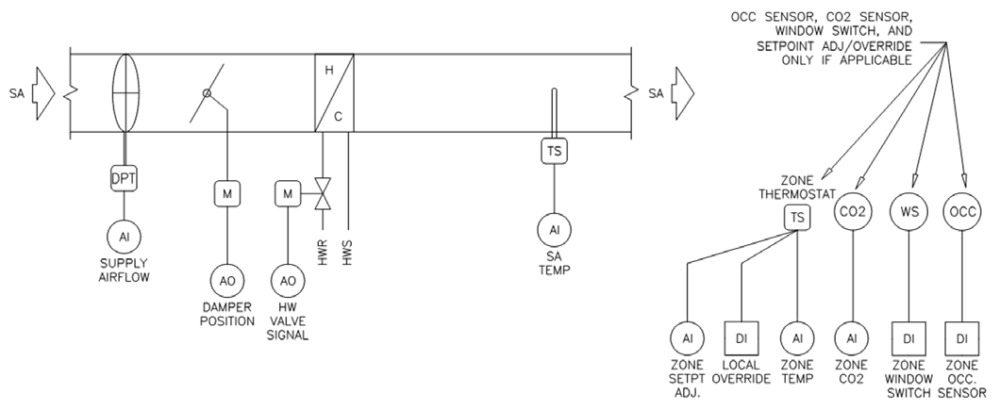 OCC SENSOR, CO2 SENSOR,
WINDOW SWITCH, AND
SETPOINT ADJ/OVERRIDE
ONLY IF APPLICABLE
SA
SA
H
C
DPT
AI
SUPPLY
AIRFLOW
M
AO
DAMPER
POSITION
M
AO
HW
VALVE
SIGNAL
HWR
HWS
TS
AI
SA
TEMP
ZONE
THERMOSTAT
TS
CO2
WS
OCC
AI
ZONE
SETPT
ADJ.
DI
LOCAL
OVERRIDE
AI
ZONE
TEMP
AI
ZONE
CO2
DI
ZONE
WINDOW
SWITCH
DI
ZONE
OCC.
SENSOR